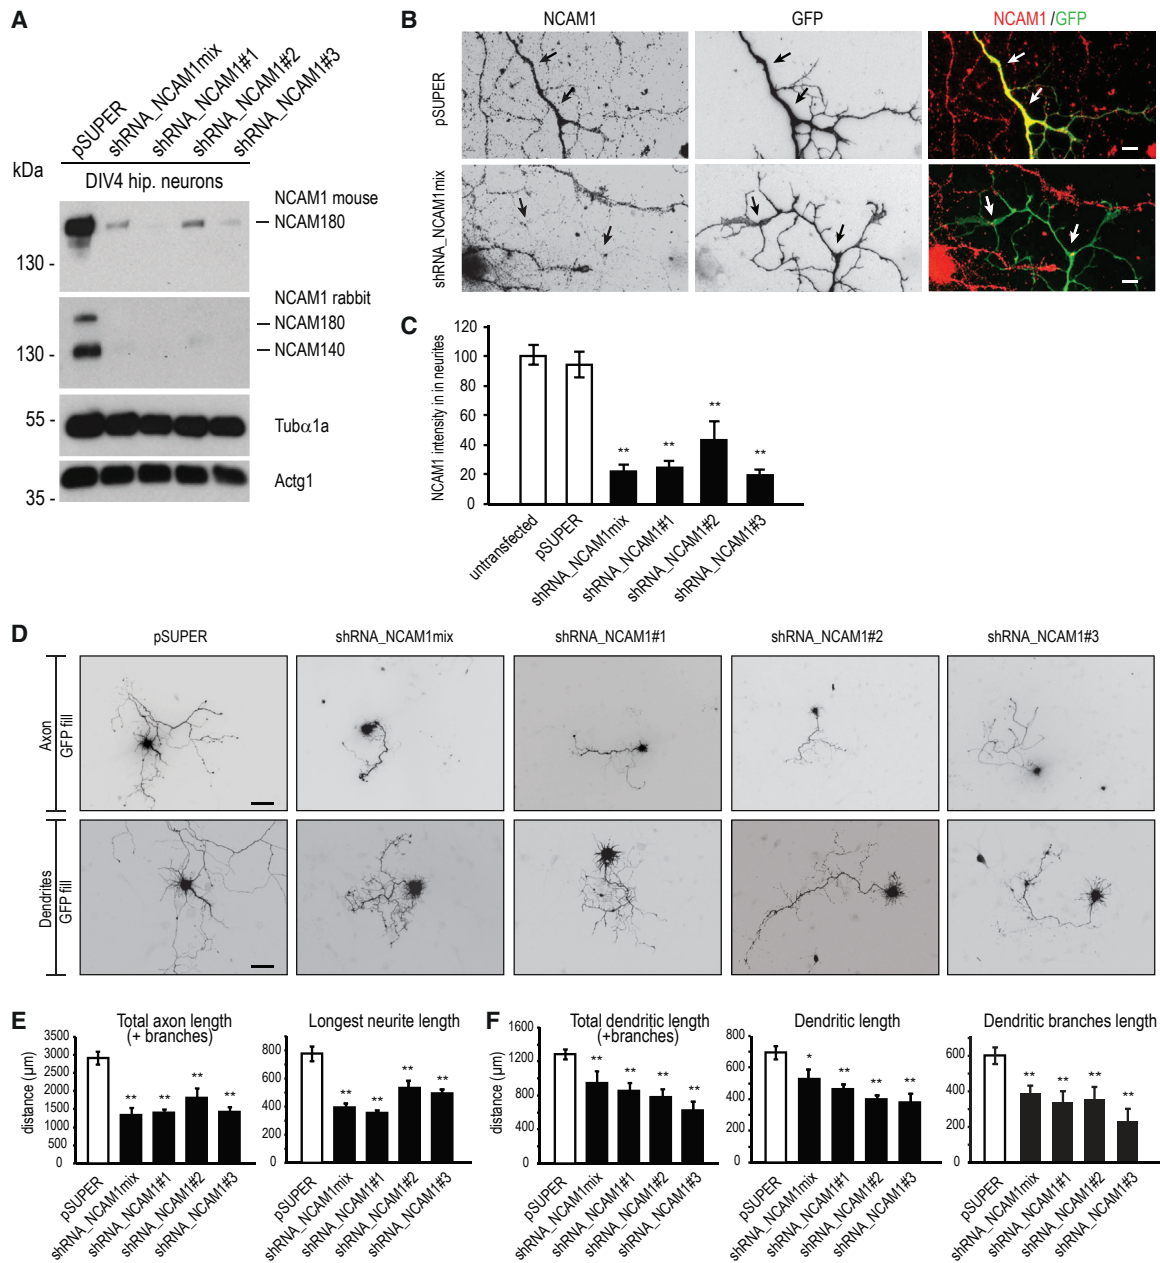 A
pSUPER
shRNA_NCAM1mix
shRNA_NCAM1#1
shRNA_NCAM1#2
shRNA_NCAM1#3
kDa
DIV4 hip. neurons
NCAM1 mouse
NCAM180
130 -
NCAM1 rabbit
NCAM180
130 -
NCAM140
55 -
Tubα1a
Actg1
35 -
B
NCAM1
GFP
NCAM1 /GFP
pSUPER
shRNA_NCAM1mix
C
NCAM1 intensity in in neurites
120
100
80
60
40
20
0
**
**
**
**
untransfected
pSUPER
shRNA_NCAM1mix
shRNA_NCAM1#1
shRNA_NCAM1#2
shRNA_NCAM1#3
D
pSUPER
shRNA_NCAM1mix
shRNA_NCAM1#1
shRNA_NCAM1#2
shRNA_NCAM1#3
Axon
GFP fill
Dendrites
GFP fill
E
Total axon length
(+ branches)
distance (µm)
3500
3000
2500
2000
1500
1000
500
0
**
**
**
**
pSUPER
shRNA_NCAM1mix
shRNA_NCAM1#1
shRNA_NCAM1#2
shRNA_NCAM1#3
Longest neurite length
800
600
400
200
0
**
**
**
**
pSUPER
shRNA_NCAM1mix
shRNA_NCAM1#1
shRNA_NCAM1#2
shRNA_NCAM1#3
F
Total dendritic length
(+branches)
distance (µm)
1600
1200
900
600
300
0
**
**
**
**
pSUPER
shRNA_NCAM1mix
shRNA_NCAM1#1
shRNA_NCAM1#2
shRNA_NCAM1#3
Dendritic length
800
600
400
200
0
*
**
**
**
pSUPER
shRNA_NCAM1mix
shRNA_NCAM1#1
shRNA_NCAM1#2
shRNA_NCAM1#3
Dendritic branches length
800
600
400
200
0
**
**
**
**
pSUPER
shRNA_NCAM1mix
shRNA_NCAM1#1
shRNA_NCAM1#2
shRNA_NCAM1#3